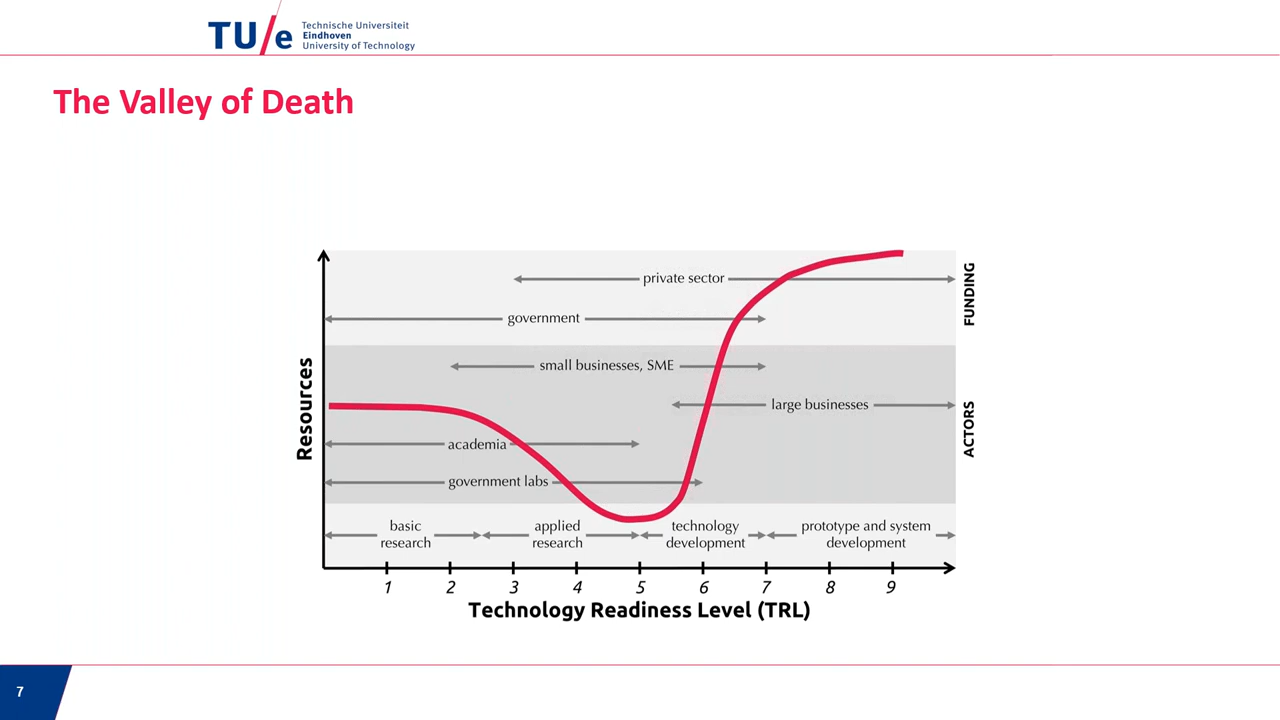 TU/e
Technische Universiteit
Eindhoven
University of Technology
The Valley of Death
private sector
government
FUNDING
small businesses, SME
large businesses
Resources
ACTORS
academia
government labs
basic
research
applied
research
technology
development
prototype and system
development
1 2 3 4 5 6 7 8 9
Technology Readiness Level (TRL)
7